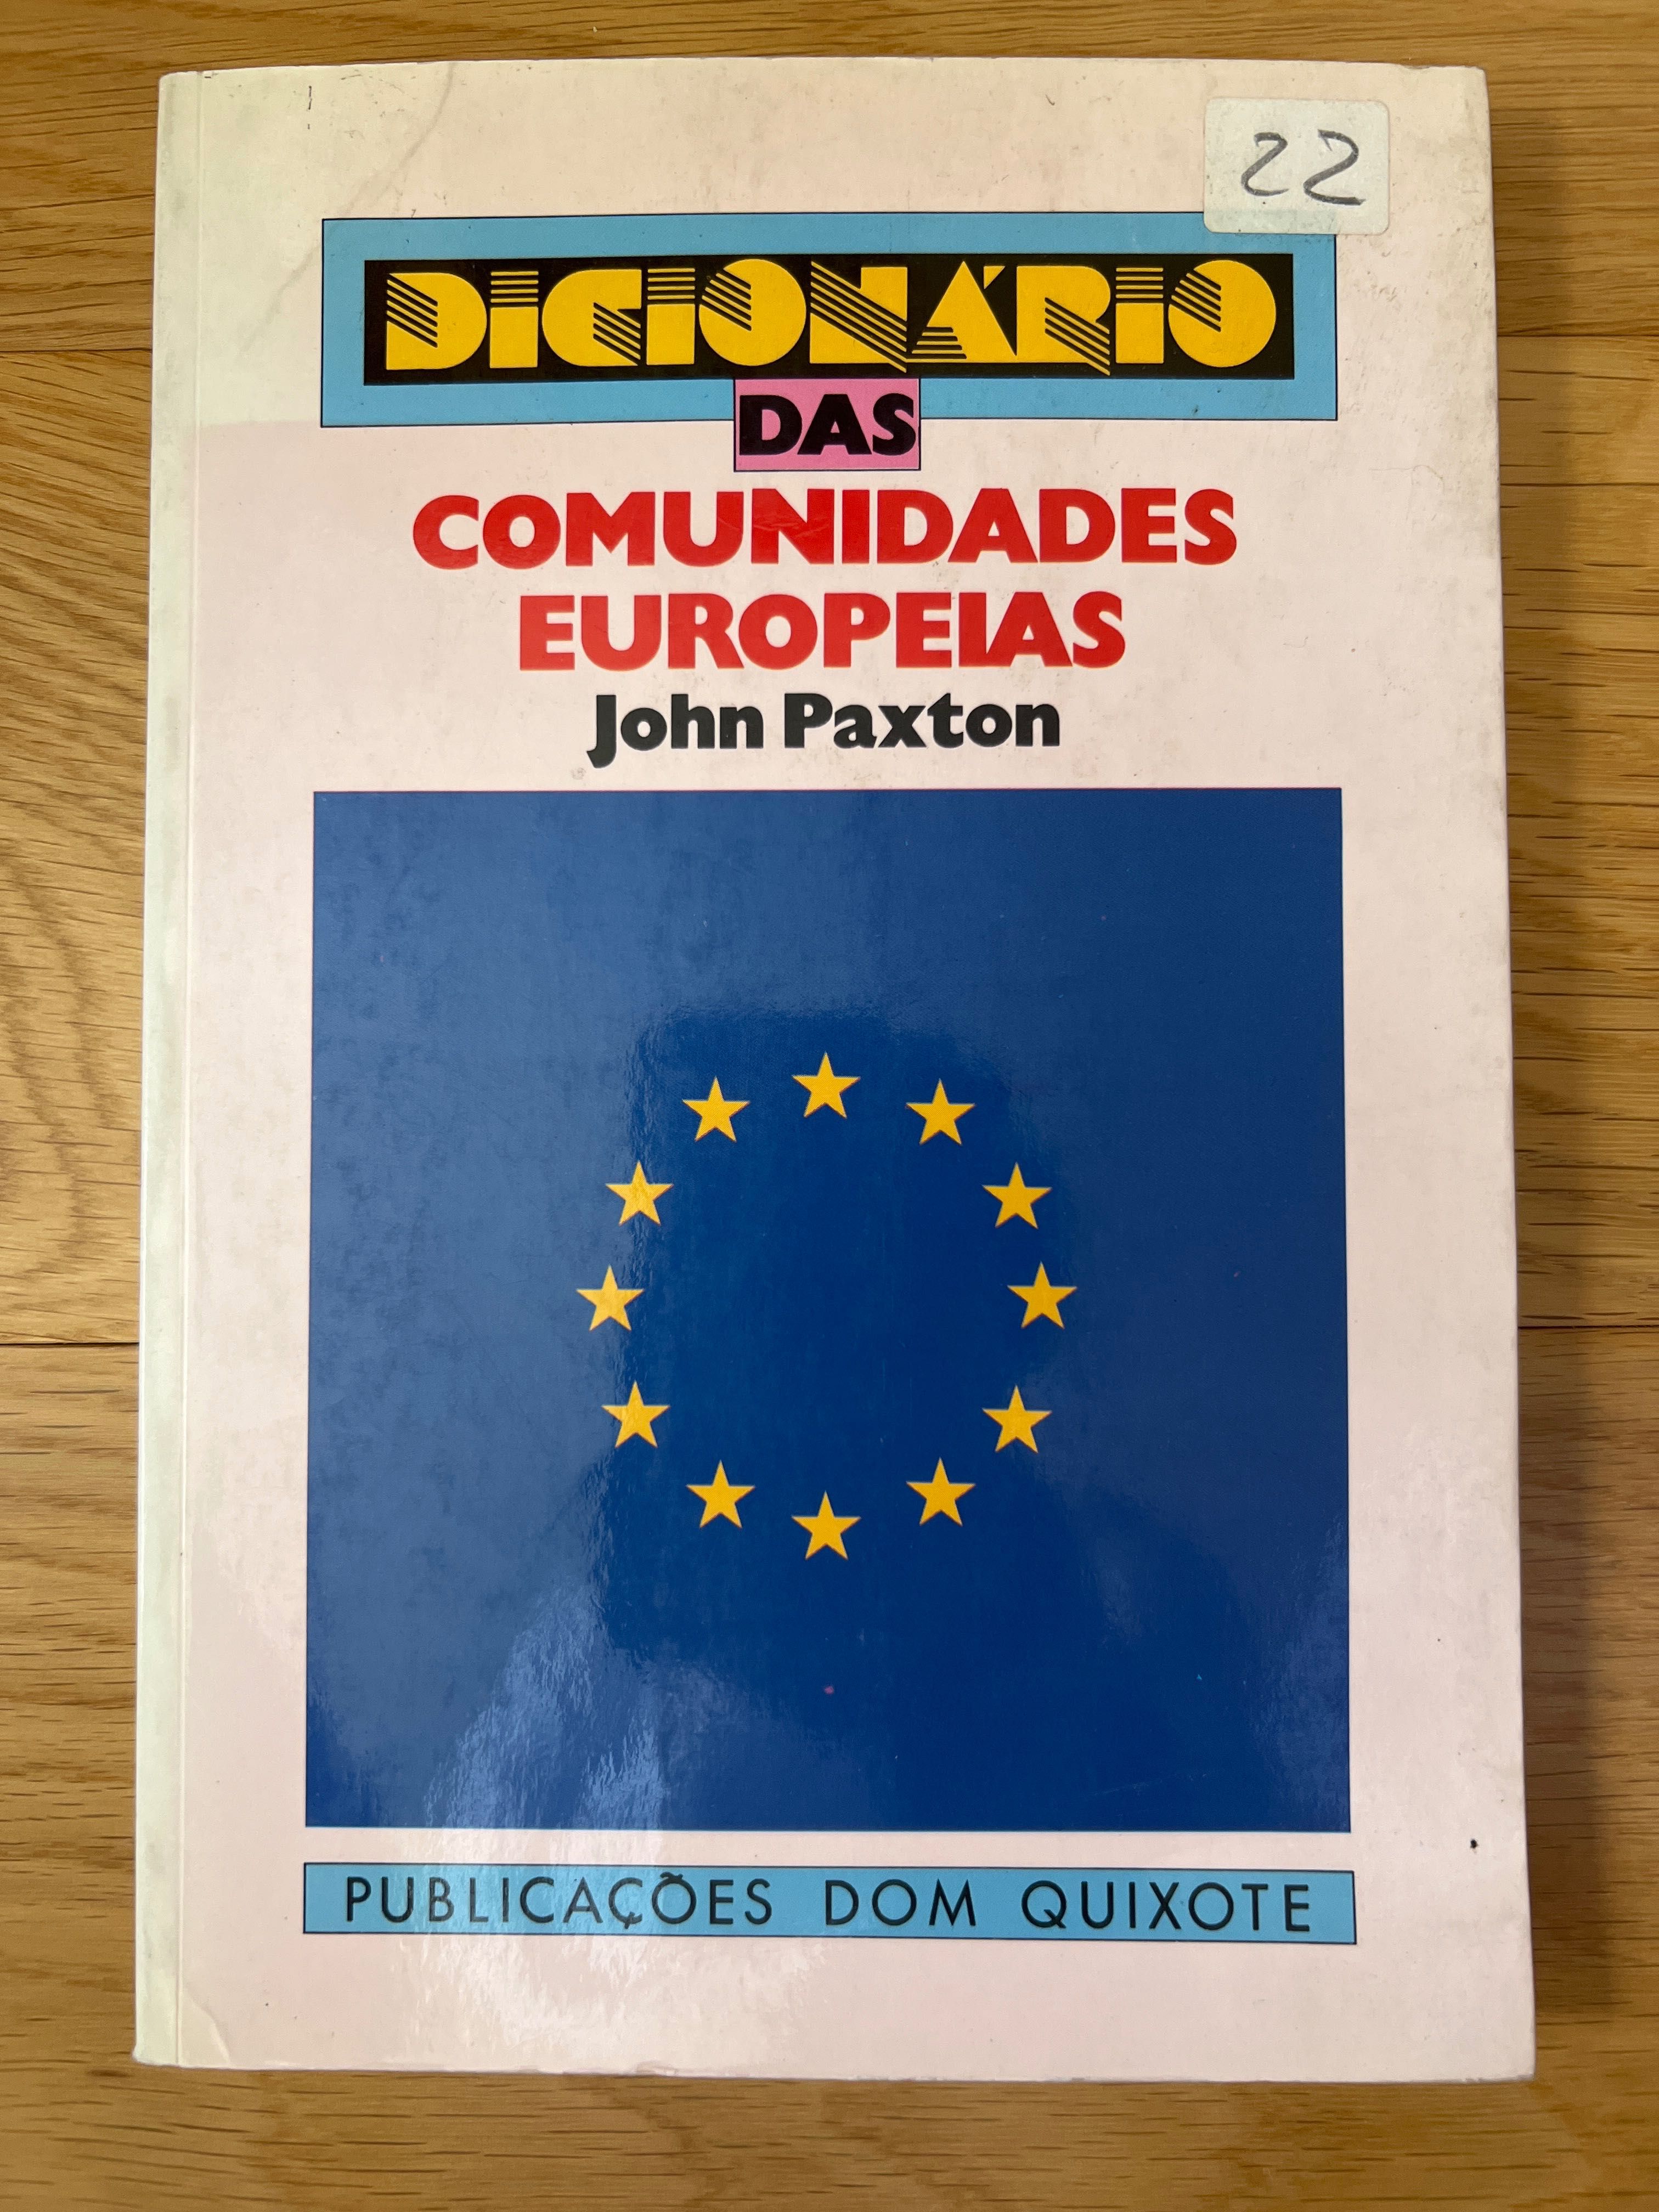 22
DICIONÁRIO
DAS
COMUNIDADES
EUROPEIAS
John Paxton
PUBLICAÇÕES DOM QUIXOTE